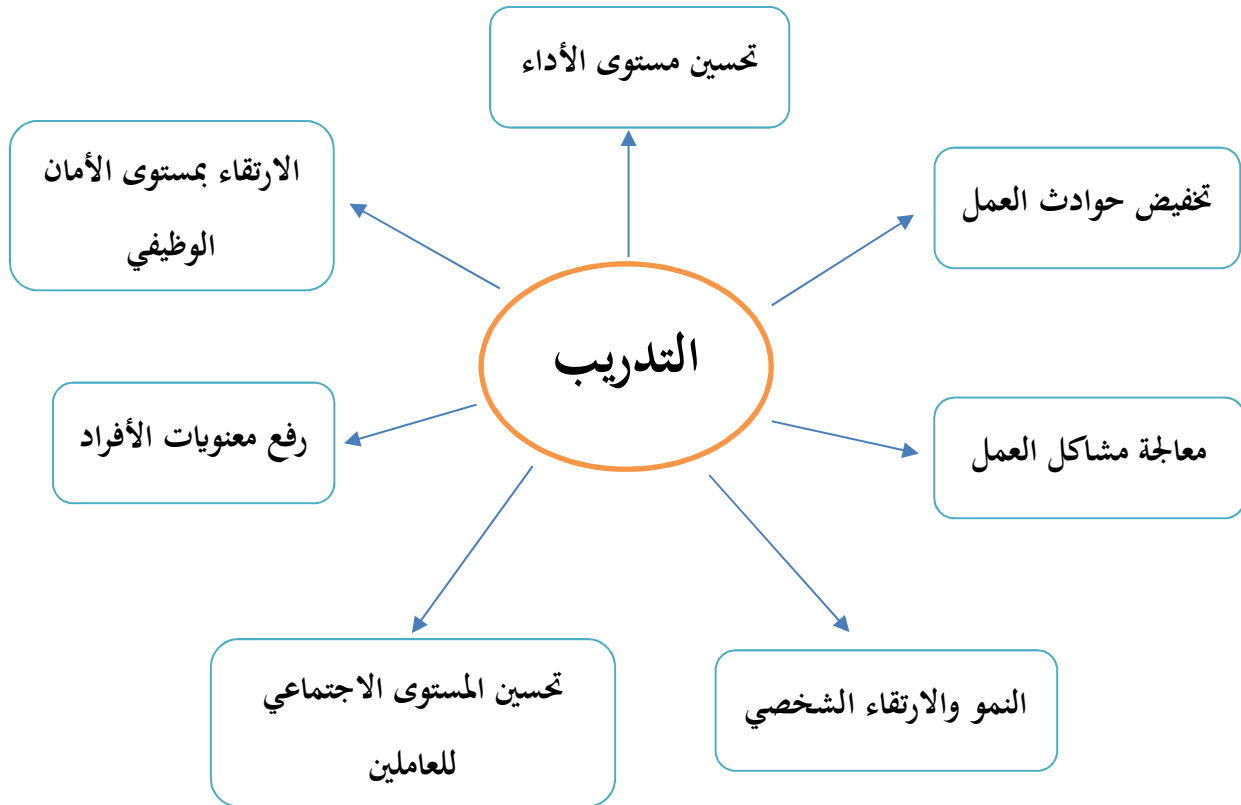 تحسين مستوى الأداء
الارتقاء بمستوى الأمان
الوظيفي
تخفيض حوادث العمل
التدريب
رفع معنويات الأفراد
معالجة مشاكل العمل
تحسين المستوى الاجتماعي
للعاملين
النمو والارتقاء الشخصي